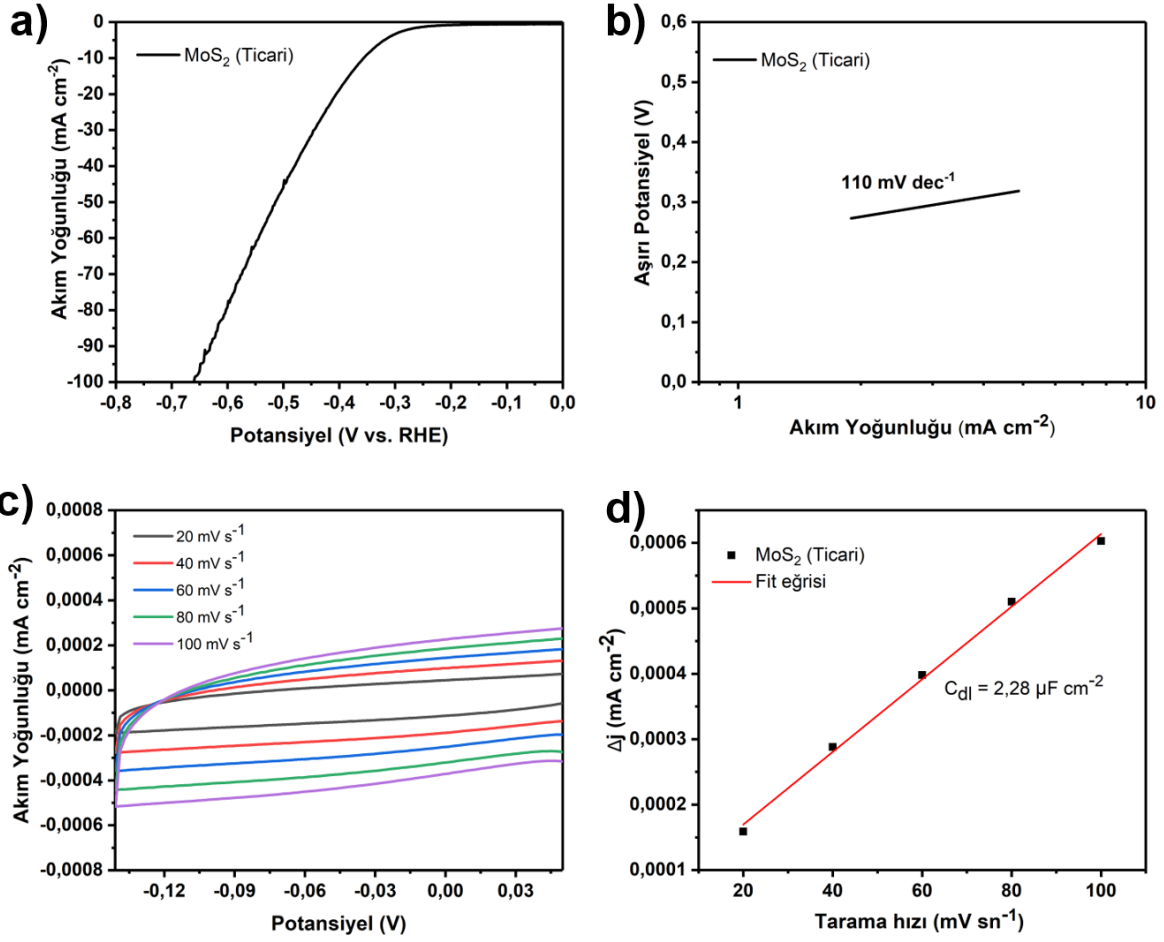 a)
0
-10
-20
-30
-40
-50
-60
-70
-80
-90
-100
Akım Yoğunluğu (mA cm⁻²)
MoS₂ (Ticari)
-0,8 -0,7 -0,6 -0,5 -0,4 -0,3 -0,2 -0,1 0,0
Potansiyel (V vs. RHE)
b)
0,6
0,5
0,4
0,3
0,2
0,1
0,0
Aşırı Potansiyel (V)
MoS₂ (Ticari)
110 mV dec⁻¹
1 10
Akım Yoğunluğu (mA cm⁻²)
c)
0,0008
0,0006
0,0004
0,0002
0,0000
-0,0002
-0,0004
-0,0006
-0,0008
Akım Yoğunluğu (mA cm⁻²)
20 mV s⁻¹
40 mV s⁻¹
60 mV s⁻¹
80 mV s⁻¹
100 mV s⁻¹
-0,12 -0,09 -0,06 -0,03 0,00 0,03
Potansiyel (V)
d)
0,0006
0,0005
0,0004
0,0003
0,0002
0,0001
Δj (mA cm⁻²)
MoS₂ (Ticari)
Fit eğrisi
C_dl = 2,28 µF cm⁻²
20 40 60 80 100
Tarama hızı (mV sn⁻¹)